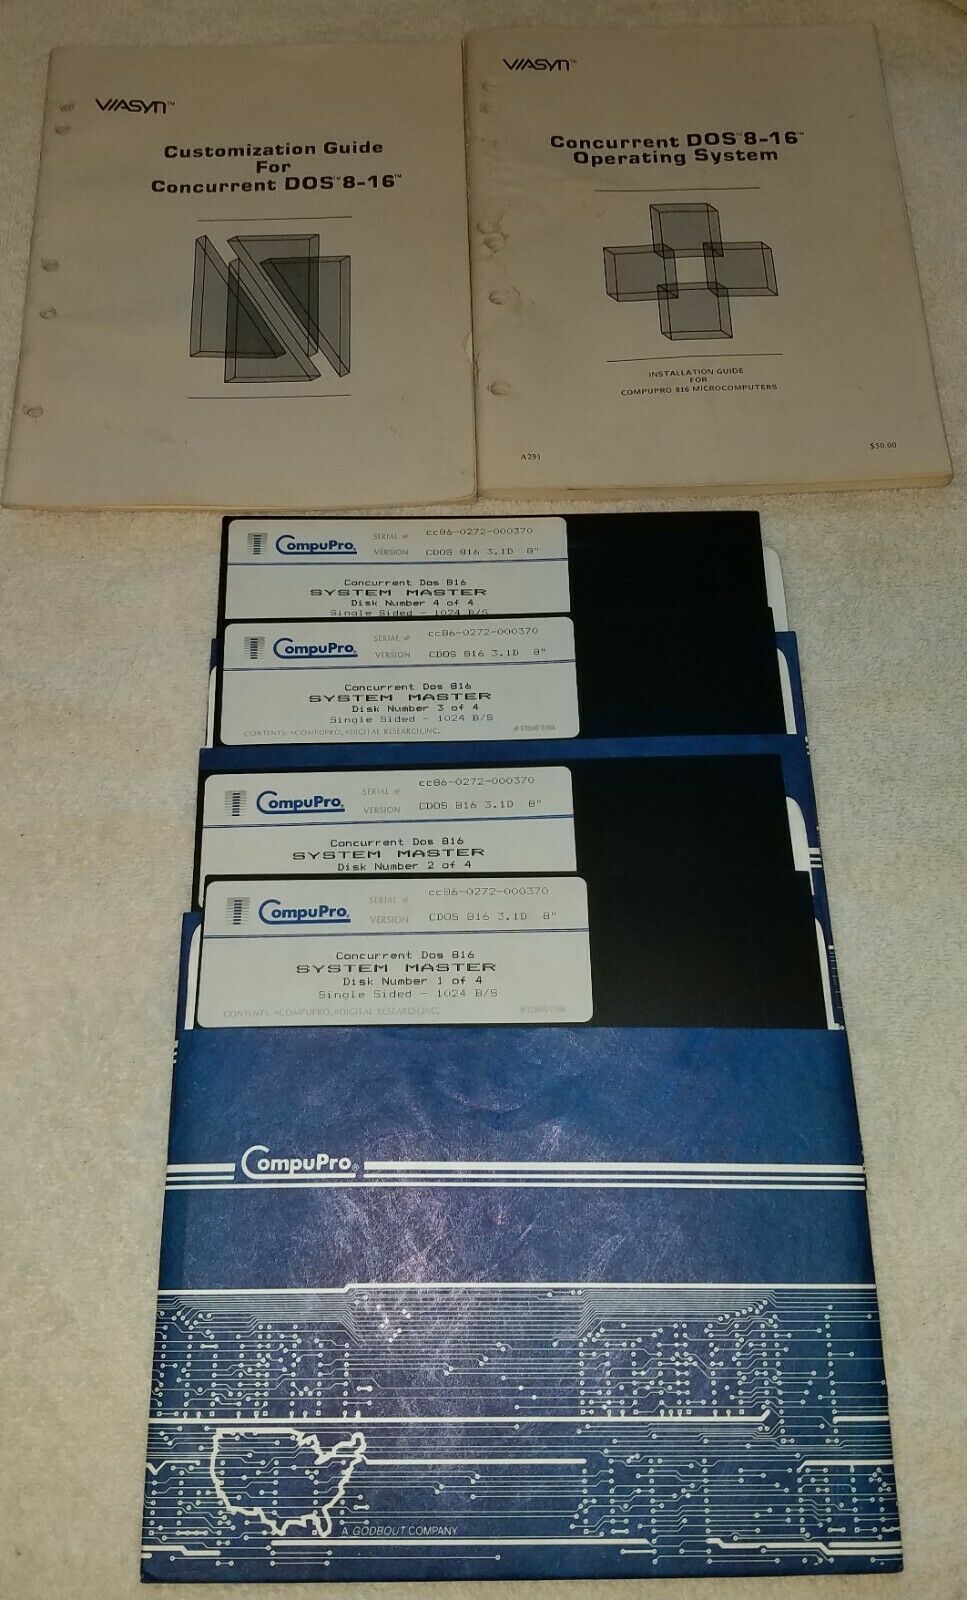 VIASYN™
Customization Guide
For
Concurrent DOS™ 8-16™
VIASYN™
Concurrent DOS™ 8-16™
Operating System
INSTALLATION GUIDE
FOR
COMPUPRO 816 MICROCOMPUTERS
A291
$50.00
CompuPro®
SERIAL # cc86-0272-000370
VERSION CDOS 816 3.1D 8"
Concurrent Dos 816
SYSTEM MASTER
Disk Number 4 of 4
Single Sided - 1024 B/S
CompuPro®
SERIAL # cc86-0272-000370
VERSION CDOS 816 3.1D 8"
Concurrent Dos 816
SYSTEM MASTER
Disk Number 3 of 4
Single Sided - 1024 B/S
CONTENTS: ©COMPUPRO, ©DIGITAL RESEARCH, INC.
CompuPro®
SERIAL # cc86-0272-000370
VERSION CDOS 816 3.1D 8"
Concurrent Dos 816
SYSTEM MASTER
Disk Number 2 of 4
CompuPro®
SERIAL # cc86-0272-000370
VERSION CDOS 816 3.1D 8"
Concurrent Dos 816
SYSTEM MASTER
Disk Number 1 of 4
Single Sided - 1024 B/S
CONTENTS: ©COMPUPRO, ©DIGITAL RESEARCH, INC.
CompuPro®
A GODBOUT COMPANY